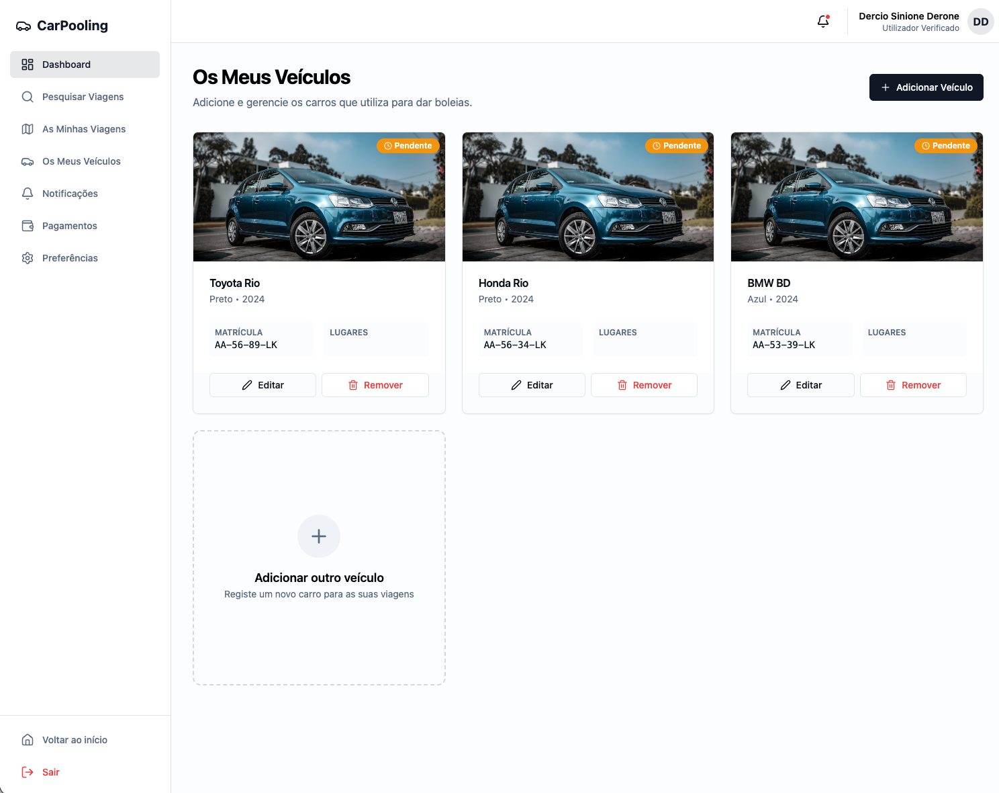 CarPooling
Dashboard
Pesquisar Viagens
As Minhas Viagens
Os Meus Veículos
Notificações
Pagamentos
Preferências
Voltar ao início
Sair
Dercio Sinione Derone
Utilizador Verificado
DD
Os Meus Veículos
Adicione e gerencie os carros que utiliza para dar boleias.
Adicionar Veículo
Pendente
Toyota Rio
Preto • 2024
MATRÍCULA
AA–56–89–LK
LUGARES
Editar
Remover
Pendente
Honda Rio
Preto • 2024
MATRÍCULA
AA–56–34–LK
LUGARES
Editar
Remover
Pendente
BMW BD
Azul • 2024
MATRÍCULA
AA–53–39–LK
LUGARES
Editar
Remover
Adicionar outro veículo
Registe um novo carro para as suas viagens